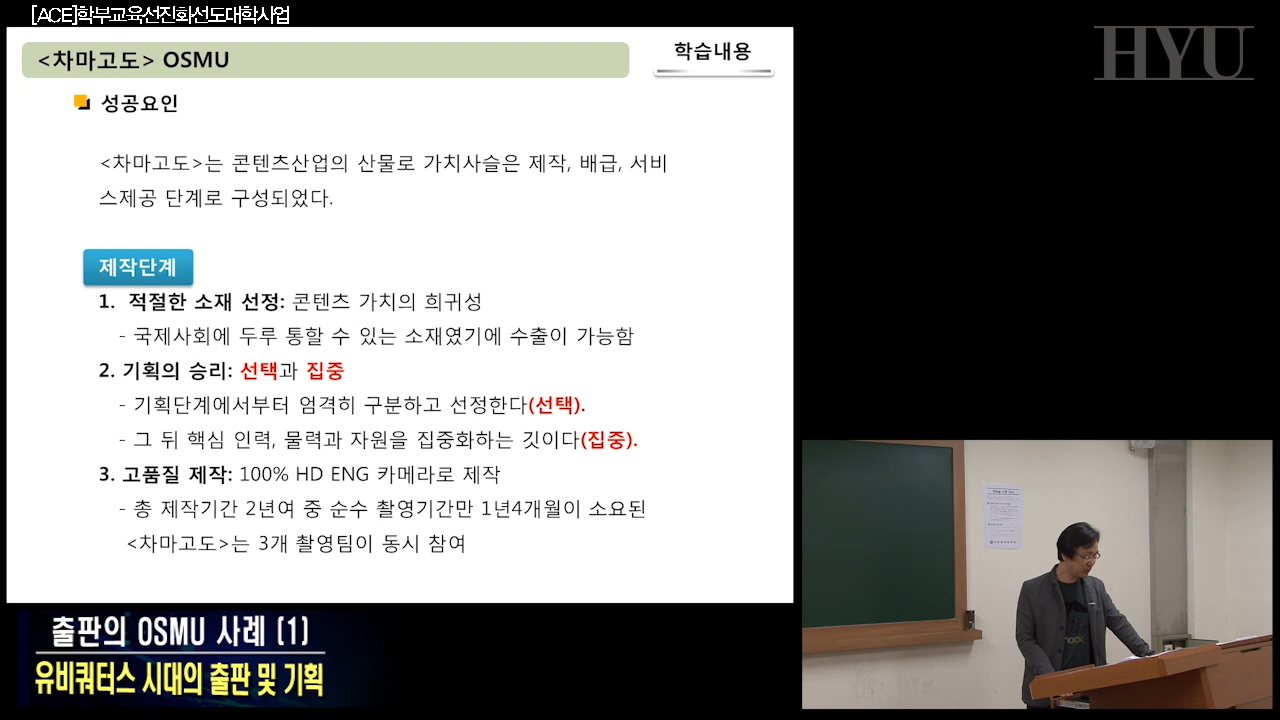 [ACE]학부교육선진화선도대학사업
<차마고도> OSMU
학습내용
HYU
성공요인
<차마고도>는 콘텐츠산업의 산물로 가치사슬은 제작, 배급, 서비
스제공 단계로 구성되었다.
제작단계
1. 적절한 소재 선정: 콘텐츠 가치의 희귀성
- 국제사회에 두루 통할 수 있는 소재였기에 수출이 가능함
2. 기획의 승리: 선택과 집중
- 기획단계에서부터 엄격히 구분하고 선정한다(선택).
- 그 뒤 핵심 인력, 물력과 자원을 집중화하는 깃이다(집중).
3. 고품질 제작: 100% HD ENG 카메라로 제작
- 총 제작기간 2년여 중 순수 촬영기간만 1년4개월이 소요된
<차마고도>는 3개 촬영팀이 동시 참여
출판의 OSMU 사례 (1)
유비쿼터스 시대의 출판 및 기획